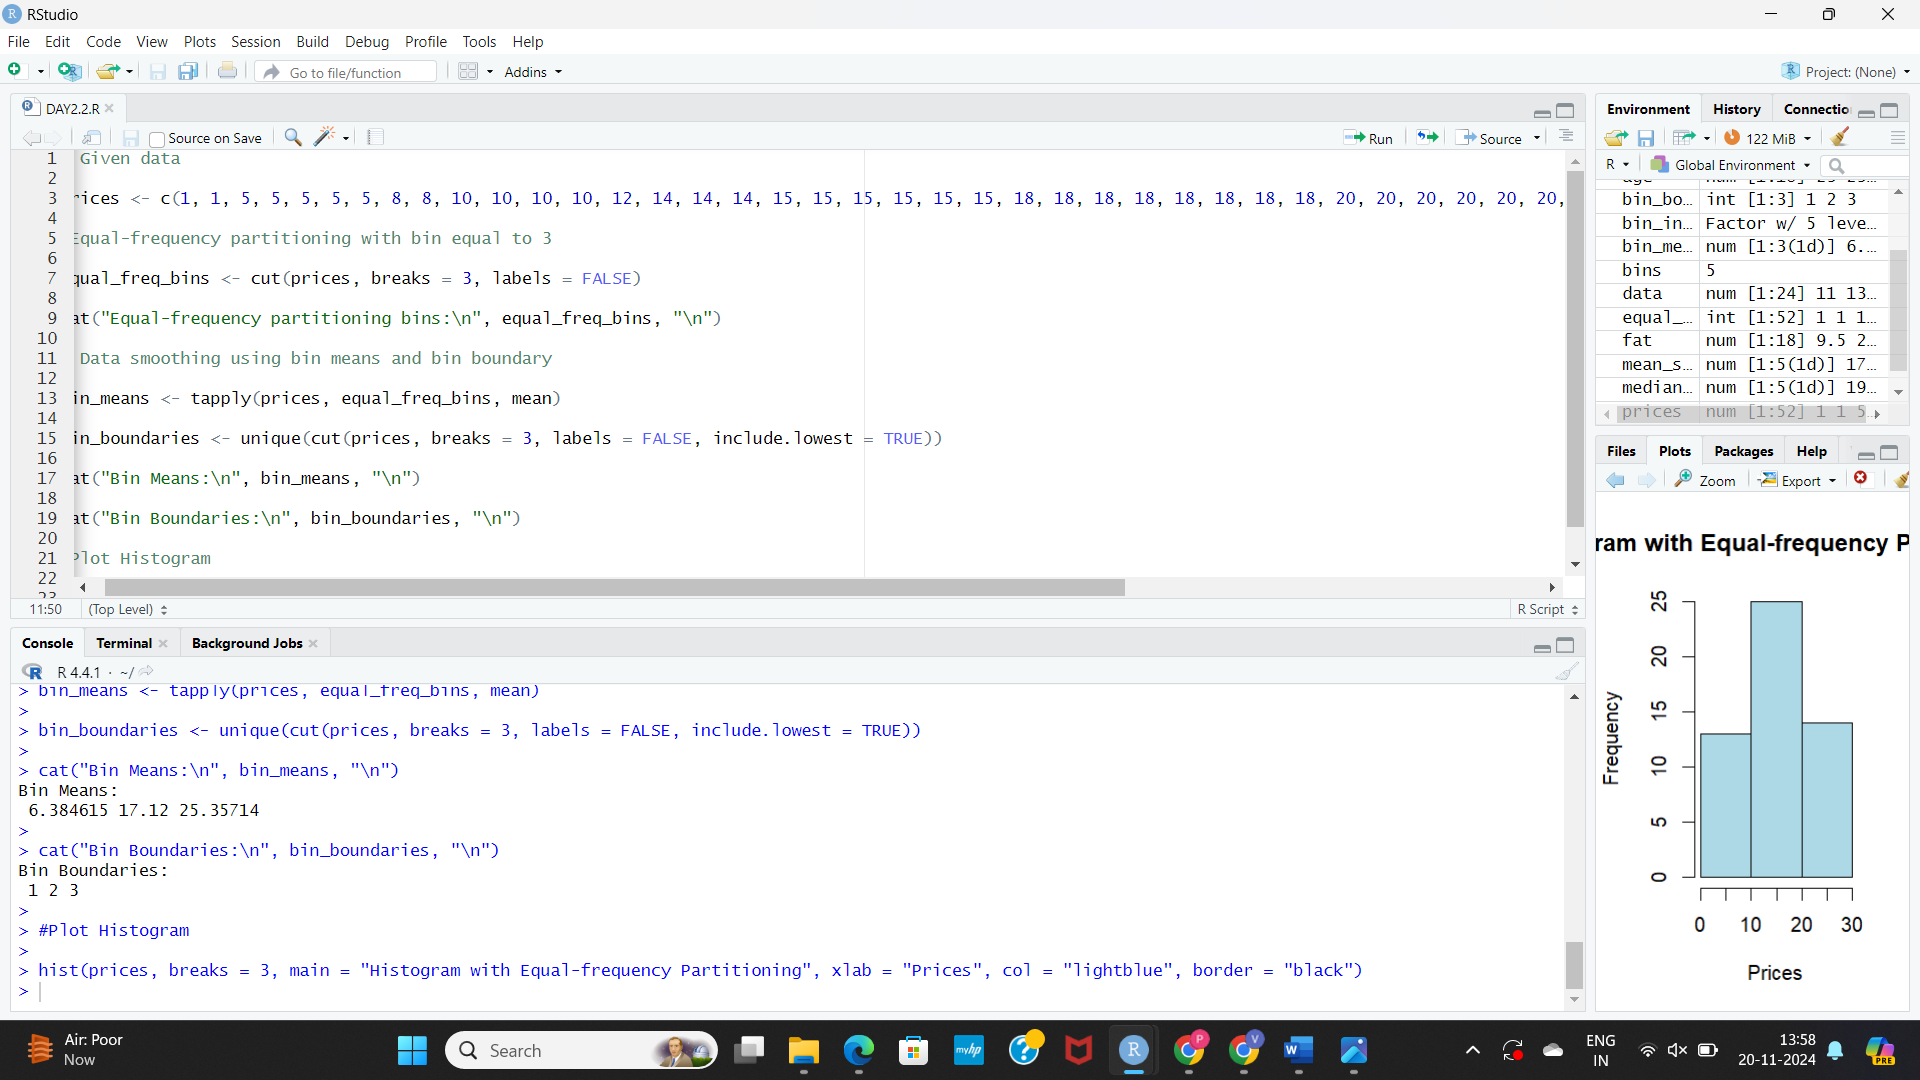 RStudio
File Edit Code View Plots Session Build Debug Profile Tools Help
Go to file/function Addins Project: (None)
DAY2.2.R
Source on Save Run Source
1 Given data
2
3 rices <- c(1, 1, 5, 5, 5, 5, 5, 8, 8, 10, 10, 10, 10, 12, 14, 14, 14, 15, 15, 15, 15, 15, 15, 18, 18, 18, 18, 18, 18, 18, 18, 20, 20, 20, 20, 20, 20,
4
5 Equal-frequency partitioning with bin equal to 3
6
7 qual_freq_bins <- cut(prices, breaks = 3, labels = FALSE)
8
9 at("Equal-frequency partitioning bins:\n", equal_freq_bins, "\n")
10
11 Data smoothing using bin means and bin boundary
12
13 in_means <- tapply(prices, equal_freq_bins, mean)
14
15 in_boundaries <- unique(cut(prices, breaks = 3, labels = FALSE, include.lowest = TRUE))
16
17 at("Bin Means:\n", bin_means, "\n")
18
19 at("Bin Boundaries:\n", bin_boundaries, "\n")
20
21 Plot Histogram
22
23
11:50 (Top Level) R Script
Console Terminal Background Jobs
R 4.4.1 · ~/
> bin_means <- tapply(prices, equal_freq_bins, mean)
>
> bin_boundaries <- unique(cut(prices, breaks = 3, labels = FALSE, include.lowest = TRUE))
>
> cat("Bin Means:\n", bin_means, "\n")
Bin Means:
6.384615 17.12 25.35714
>
> cat("Bin Boundaries:\n", bin_boundaries, "\n")
Bin Boundaries:
1 2 3
>
> #Plot Histogram
>
> hist(prices, breaks = 3, main = "Histogram with Equal-frequency Partitioning", xlab = "Prices", col = "lightblue", border = "black")
>
Environment History Connectio
122 MiB
R Global Environment
bin_bo… int [1:3] 1 2 3
bin_in… Factor w/ 5 leve…
bin_me… num [1:3(1d)] 6.…
bins 5
data num [1:24] 11 13…
equal_… int [1:52] 1 1 1…
fat num [1:18] 9.5 2…
mean_s… num [1:5(1d)] 17…
median… num [1:5(1d)] 19…
prices num [1:52] 1 1 5…
Files Plots Packages Help
Zoom Export
ram with Equal-frequency P
Frequency
25
20
15
10
5
0
0 10 20 30
Prices
Air: Poor
Now
Search
myhp
R
P
V
W
ENG
IN
13:58
20-11-2024
PRE